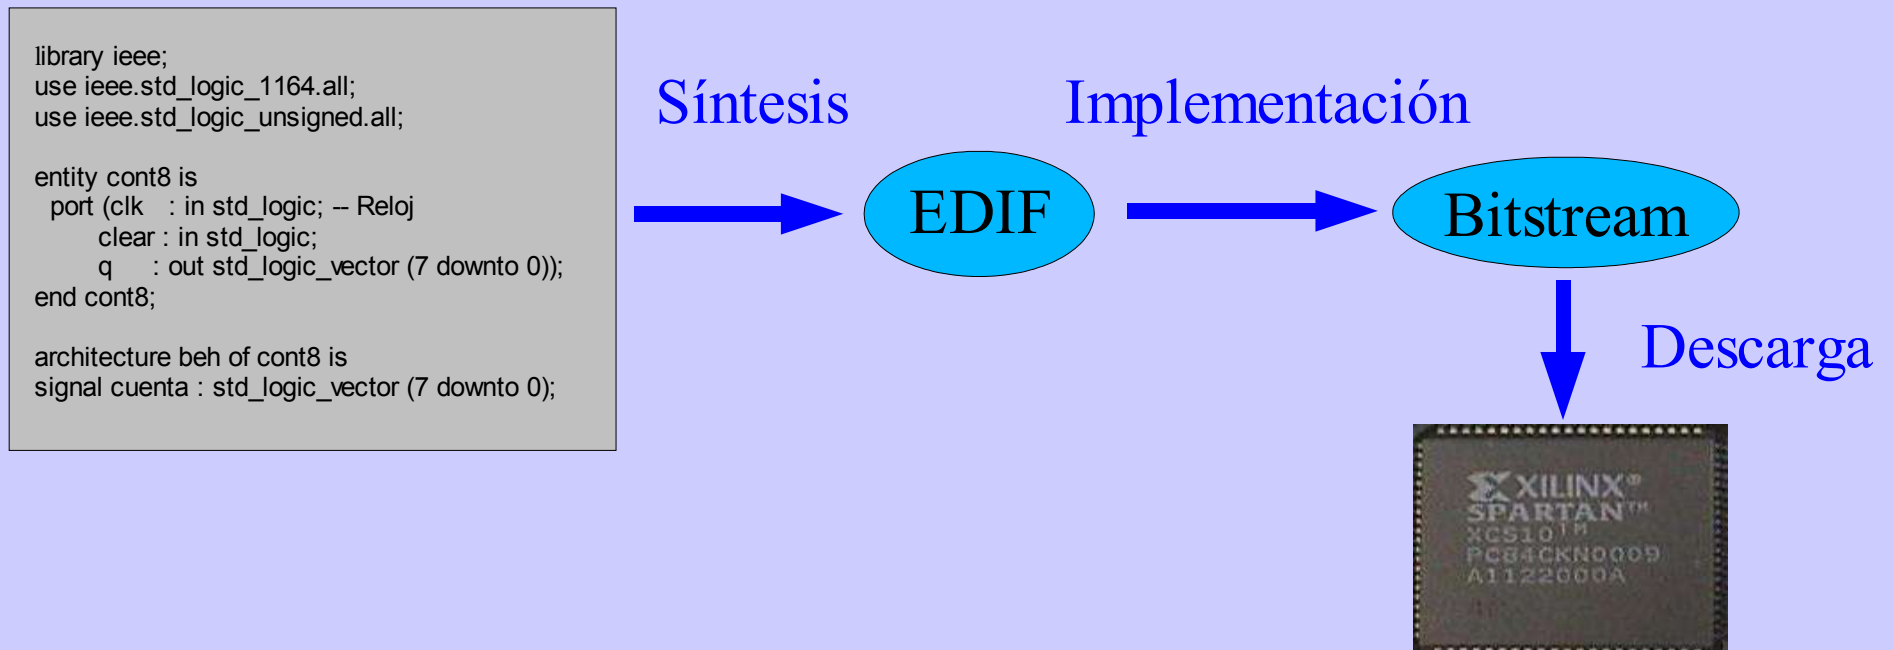 library ieee;
use ieee.std_logic_1164.all;
use ieee.std_logic_unsigned.all;
entity cont8 is
port (clk : in std_logic; -- Reloj
clear : in std_logic;
q : out std_logic_vector (7 downto 0));
end cont8;
architecture beh of cont8 is
signal cuenta : std_logic_vector (7 downto 0);
Síntesis
EDIF
Implementación
Bitstream
Descarga
XILINX®
SPARTAN™
XCS10™
PC84CKN0009
A1122000A